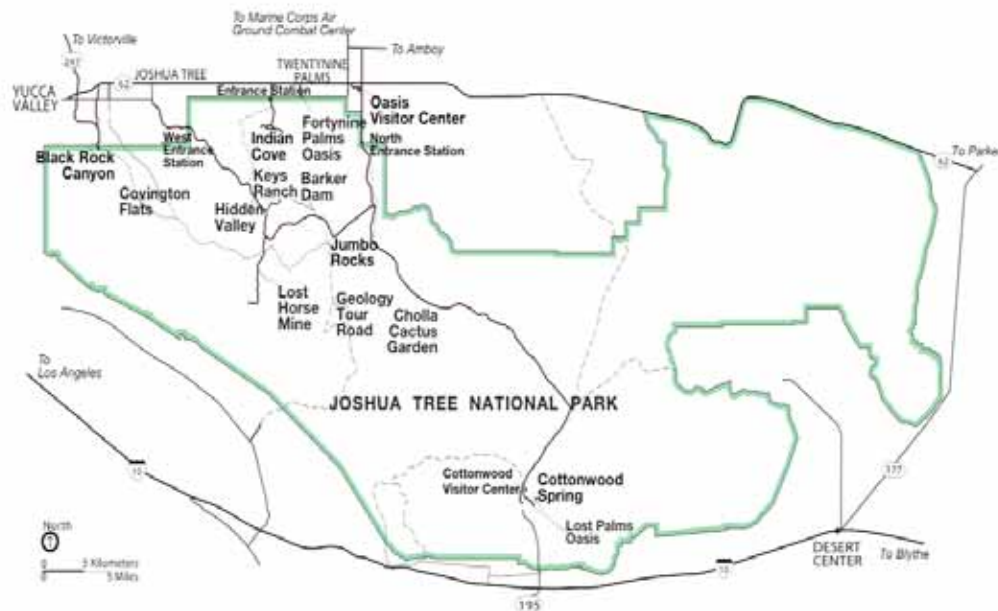 To Marine Corps Air
Ground Combat Center
To Victorville
To Amboy
247
62
JOSHUA TREE
TWENTYNINE
PALMS
YUCCA
VALLEY
Entrance Station
Oasis
Visitor Center
West
Entrance
Station
Indian
Cove
Fortynine
Palms
Oasis
North
Entrance Station
To Parker
62
Black Rock
Canyon
Keys
Ranch
Barker
Dam
Covington
Flats
Hidden
Valley
Jumbo
Rocks
Lost
Horse
Mine
Geology
Tour
Road
Cholla
Cactus
Garden
To
Los Angeles
JOSHUA TREE NATIONAL PARK
10
Cottonwood
Visitor Center
Cottonwood
Spring
177
Lost Palms
Oasis
North
0 5 Kilometers
0 5 Miles
DESERT
CENTER
To Blythe
10
195